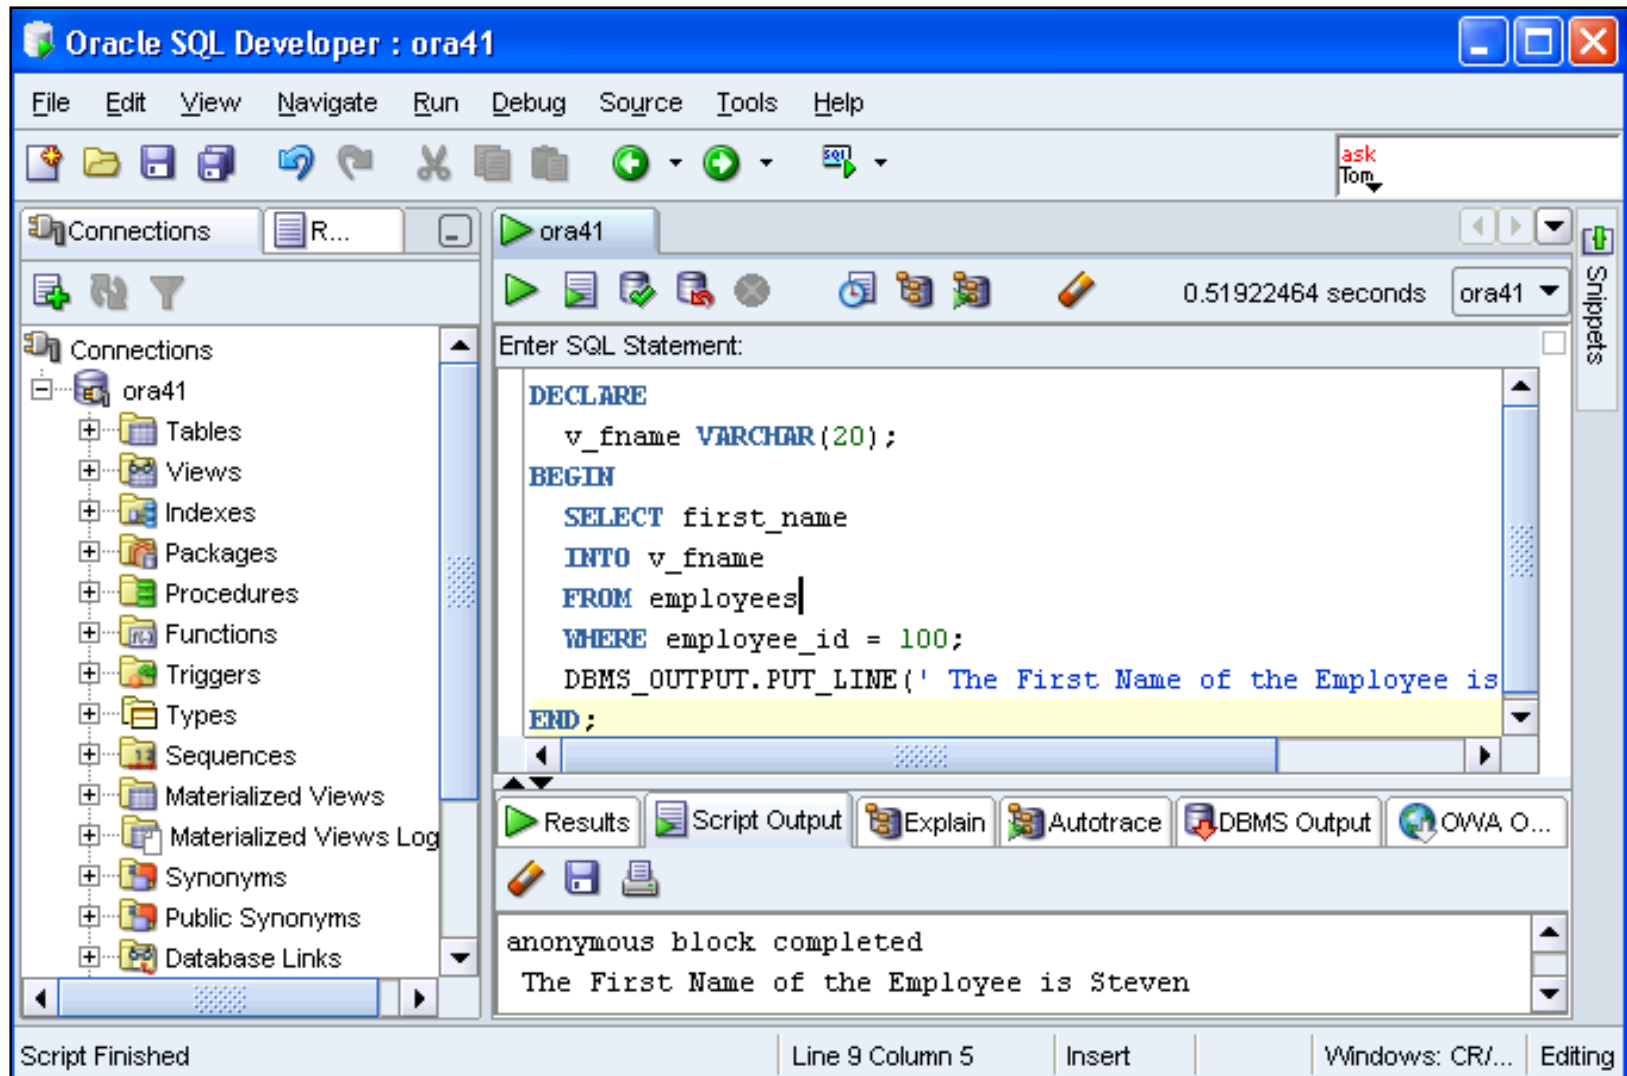 Oracle SQL Developer : ora41
File Edit View Navigate Run Debug Source Tools Help
SQL
ask
Tom
Connections
R...
ora41
Snippets
0.51922464 seconds
ora41
Enter SQL Statement:
Connections
ora41
Tables
Views
Indexes
Packages
Procedures
Functions
Triggers
Types
Sequences
Materialized Views
Materialized Views Log
Synonyms
Public Synonyms
Database Links
DECLARE
v_fname VARCHAR(20);
BEGIN
SELECT first_name
INTO v_fname
FROM employees
WHERE employee_id = 100;
DBMS_OUTPUT.PUT_LINE(' The First Name of the Employee is
END;
Results Script Output Explain Autotrace DBMS Output OWA O...
anonymous block completed
The First Name of the Employee is Steven
Script Finished Line 9 Column 5 Insert Windows: CR/... Editing